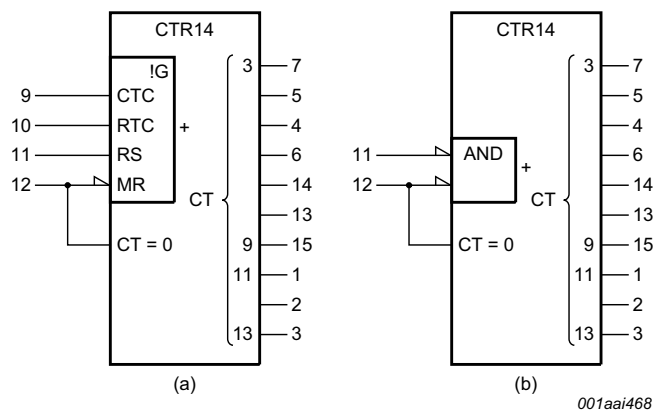 CTR14
!G
9 CTC
10 RTC
11 RS
12 MR
+
CT = 0
CT
3 7
5
4
6
14
13
9 15
11 1
2
13 3
(a)
CTR14
11 AND
12
+
CT = 0
CT
3 7
5
4
6
14
13
9 15
11 1
2
13 3
(b)
001aai468